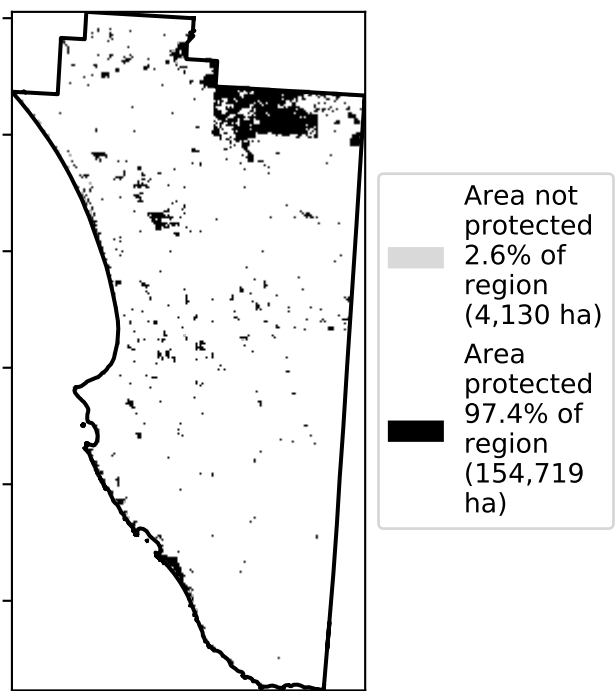 Area not
protected
2.6% of
region
(4,130 ha)
Area
protected
97.4% of
region
(154,719
ha)